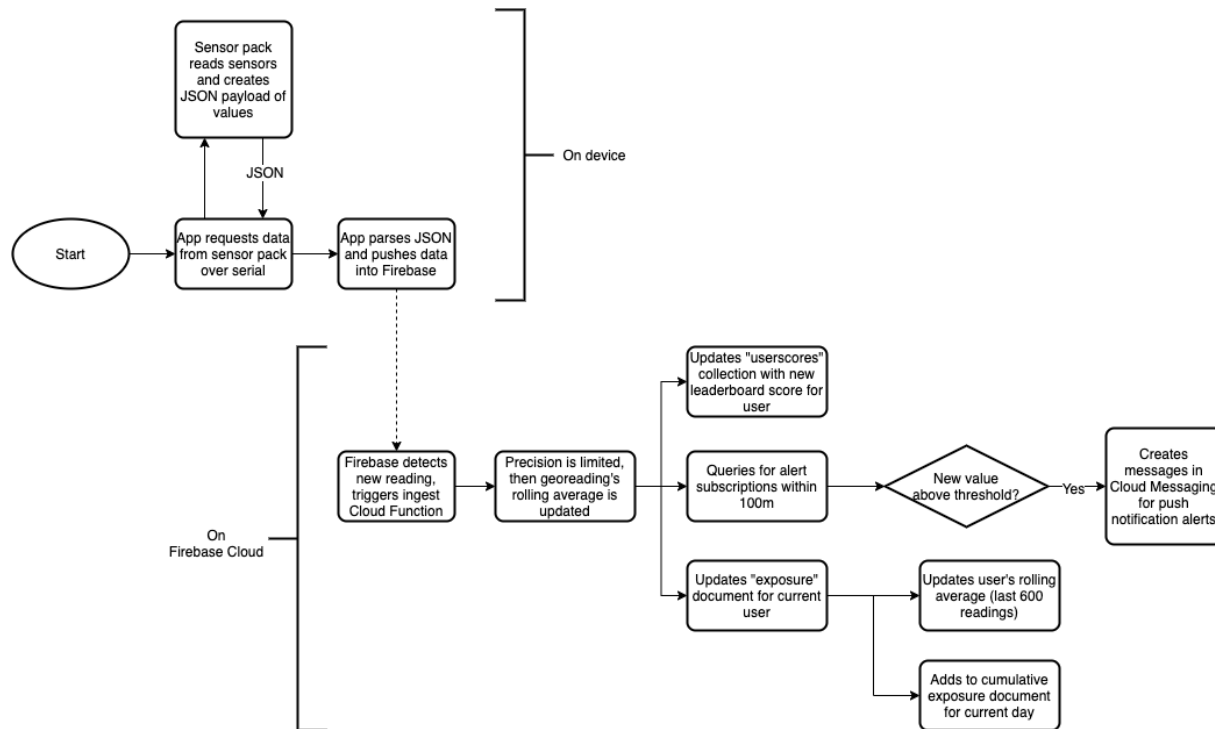 Sensor pack
reads sensors
and creates
JSON payload of
values
On device
JSON
Start
App requests data
from sensor pack
over serial
App parses JSON
and pushes data
into Firebase
On
Firebase Cloud
Updates "userscores"
collection with new
leaderboard score for
user
Firebase detects
new reading,
triggers ingest
Cloud Function
Precision is limited,
then georeading's
rolling average is
updated
Queries for alert
subscriptions within
100m
New value
above threshold?
Yes
Creates
messages in
Cloud Messaging
for push
notification alerts
Updates "exposure"
document for current
user
Updates user's rolling
average (last 600
readings)
Adds to cumulative
exposure document
for current day